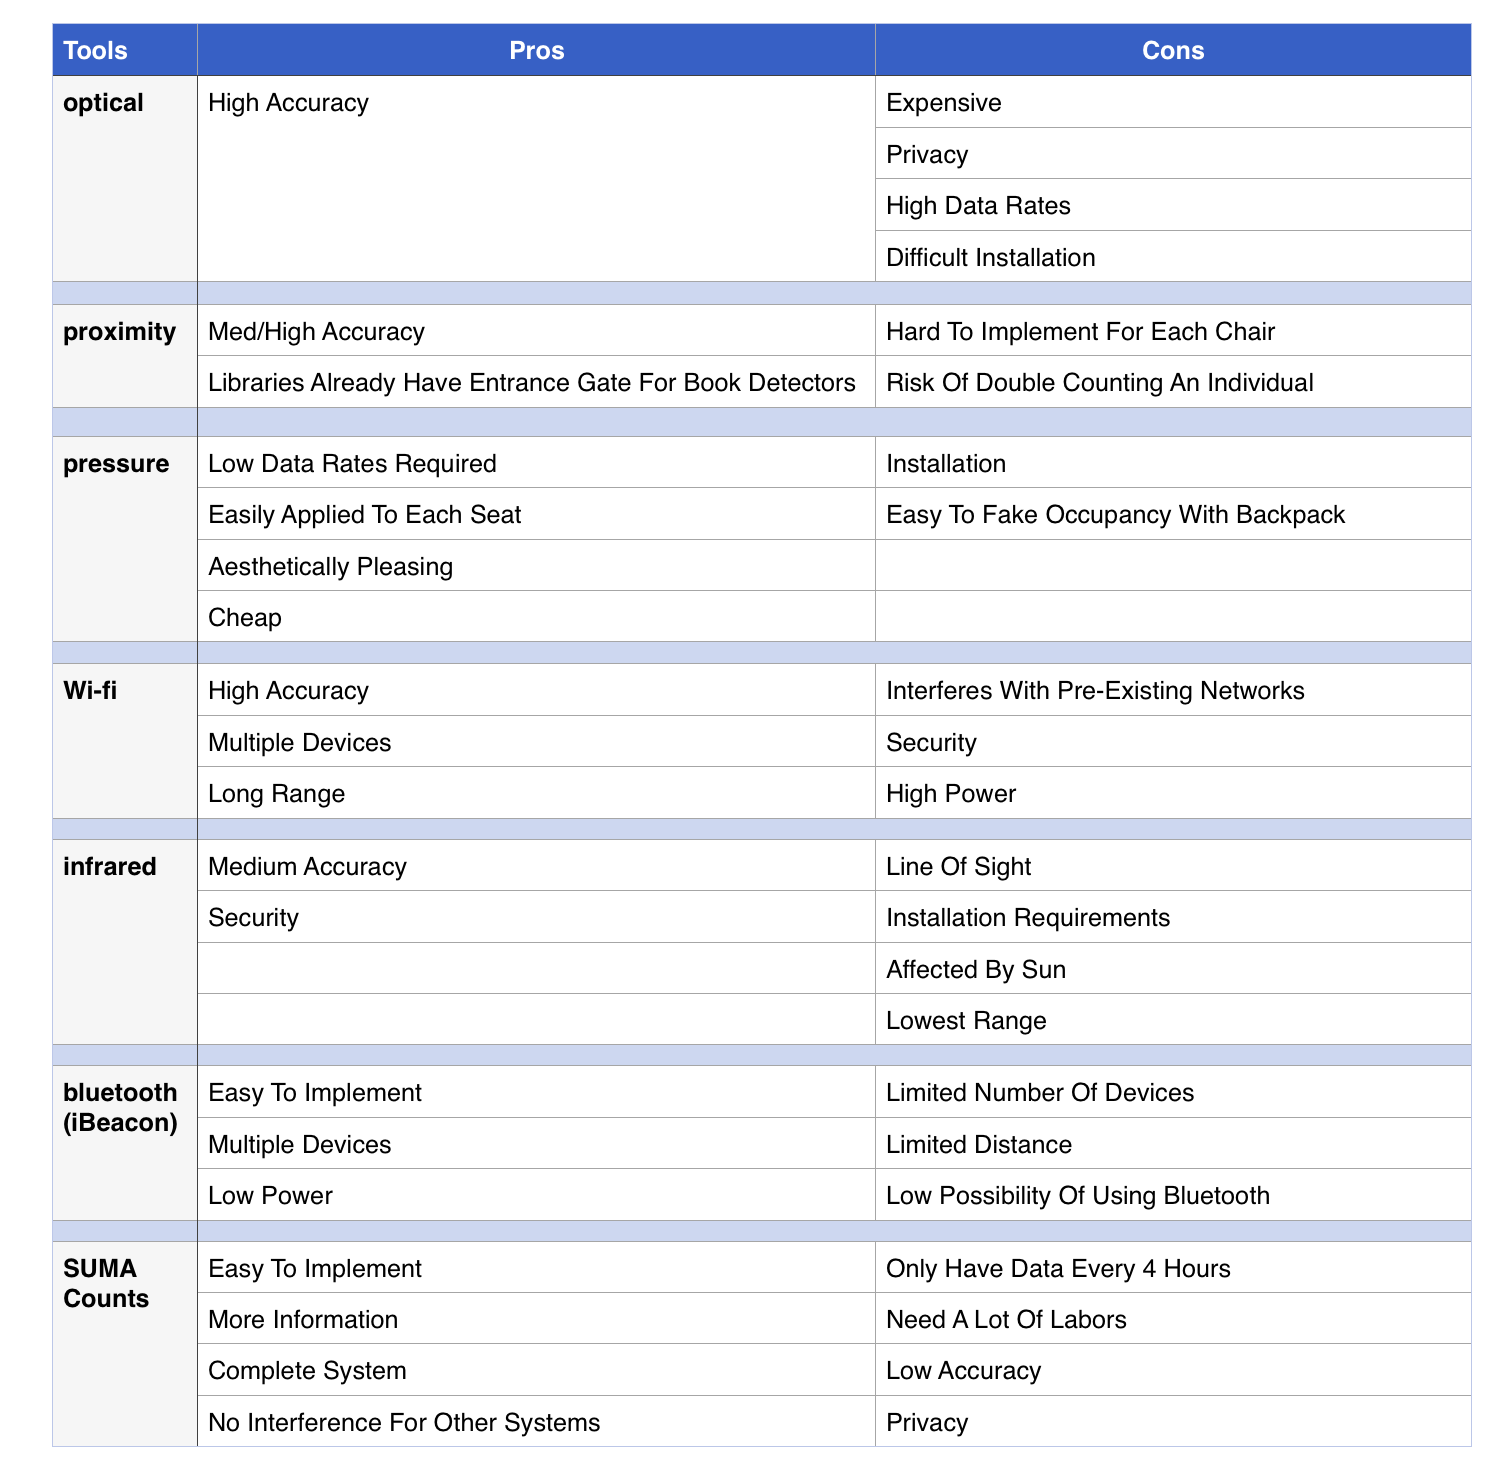 Tools Pros Cons
optical High Accuracy Expensive
Privacy
High Data Rates
Difficult Installation
proximity Med/High Accuracy Hard To Implement For Each Chair
Libraries Already Have Entrance Gate For Book Detectors Risk Of Double Counting An Individual
pressure Low Data Rates Required Installation
Easily Applied To Each Seat Easy To Fake Occupancy With Backpack
Aesthetically Pleasing
Cheap
Wi-fi High Accuracy Interferes With Pre-Existing Networks
Multiple Devices Security
Long Range High Power
infrared Medium Accuracy Line Of Sight
Security Installation Requirements
Affected By Sun
Lowest Range
bluetooth Easy To Implement Limited Number Of Devices
(iBeacon)
Multiple Devices Limited Distance
Low Power Low Possibility Of Using Bluetooth
SUMA Easy To Implement Only Have Data Every 4 Hours
Counts
More Information Need A Lot Of Labors
Complete System Low Accuracy
No Interference For Other Systems Privacy